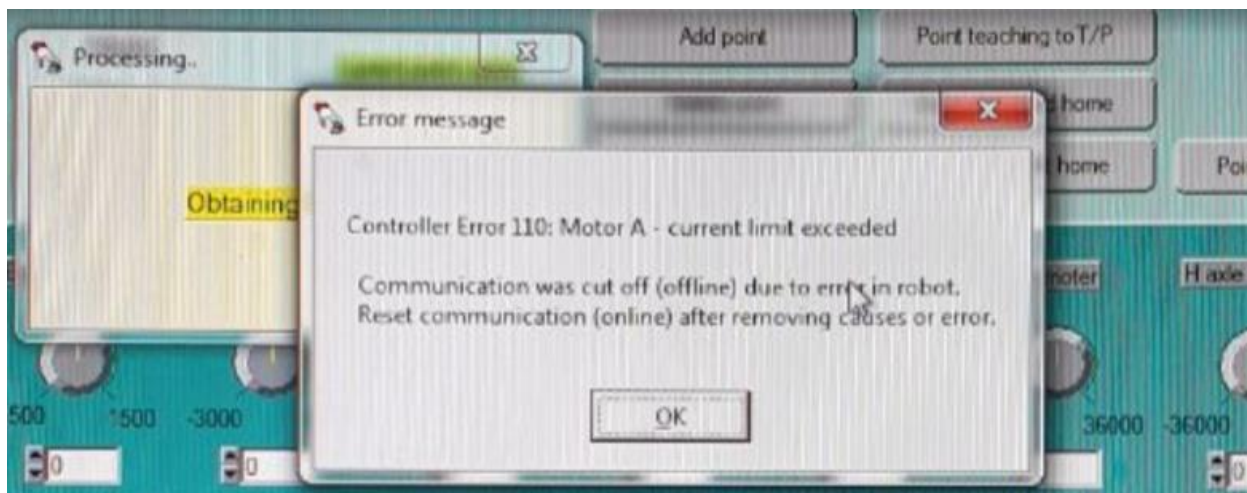 Processing..
Add point
Point teaching to T/P
Error message
home
home
Obtaining
Controller Error 110: Motor A - current limit exceeded
Communication was cut off (offline) due to error in robot.
Reset communication (online) after removing causes or error.
H axle
OK
500
1500
-3000
36000
-36000
0
0
0